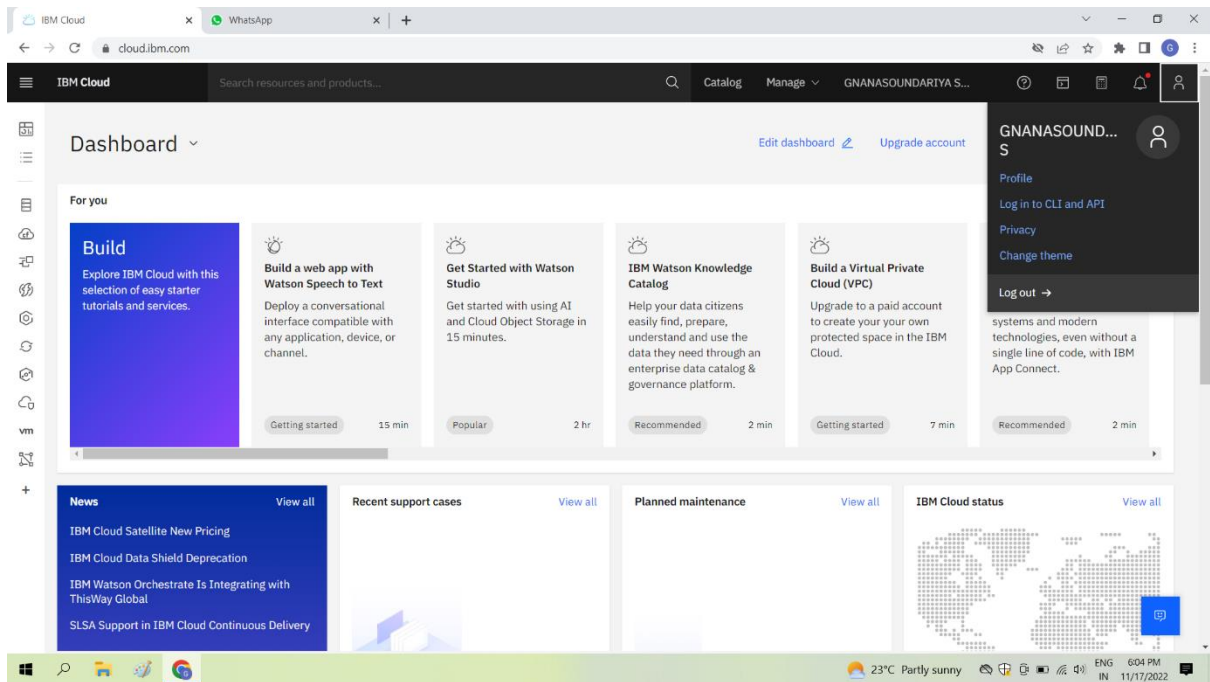 IBM Cloud
WhatsApp
cloud.ibm.com
G
IBM Cloud
Search resources and products...
Catalog
Manage
GNANASOUNDARIYA S...
Dashboard
Edit dashboard
Upgrade account
GNANASOUND...
S
Profile
Log in to CLI and API
Privacy
Change theme
Log out →
For you
Build
Explore IBM Cloud with this
selection of easy starter
tutorials and services.
Build a web app with
Watson Speech to Text
Deploy a conversational
interface compatible with
any application, device, or
channel.
Getting started 15 min
Get Started with Watson
Studio
Get started with using AI
and Cloud Object Storage in
15 minutes.
Popular 2 hr
IBM Watson Knowledge
Catalog
Help your data citizens
easily find, prepare,
understand and use the
data they need through an
enterprise data catalog &
governance platform.
Recommended 2 min
Build a Virtual Private
Cloud (VPC)
Upgrade to a paid account
to create your your own
protected space in the IBM
Cloud.
Getting started 7 min
systems and modern
technologies, even without a
single line of code, with IBM
App Connect.
Recommended 2 min
vm
News View all
IBM Cloud Satellite New Pricing
IBM Cloud Data Shield Deprecation
IBM Watson Orchestrate Is Integrating with
ThisWay Global
SLSA Support in IBM Cloud Continuous Delivery
Recent support cases View all
Planned maintenance View all
IBM Cloud status View all
23°C Partly sunny
ENG
IN
6:04 PM
11/17/2022